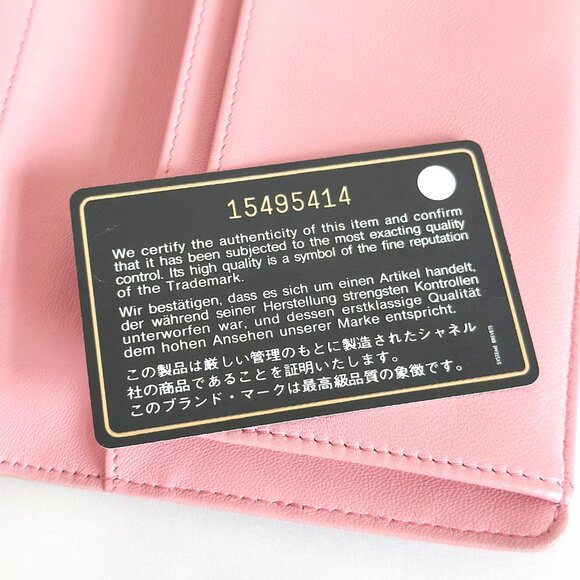 15495414
We certify the authenticity of this item and confirm
that it has been subjected to the most exacting quality
control. Its high quality is a symbol of the fine reputation
of the Trademark.
Wir bestätigen, dass es sich um einen Artikel handelt,
der während seiner Herstellung strengsten Kontrollen
unterworfen war, und dessen erstklassige Qualität
dem hohen Ansehen unserer Marke entspricht.
この製品は厳しい管理のもとに製造されたシャネル
社の商品であることを証明いたします。
このブランド・マークは最高級品質の象徴です。
SYSTEME BREVETE